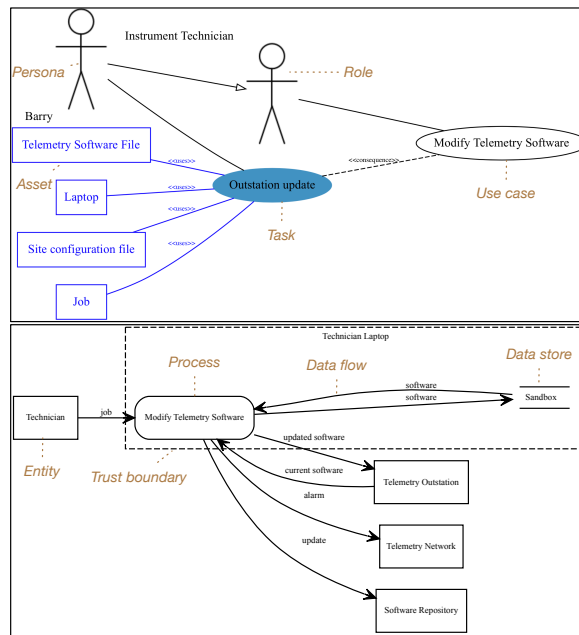 Instrument Technician
Persona
Role
Barry
Telemetry Software File
<<uses>>
Modify Telemetry Software
<<consequence>>
Asset
Laptop
<<uses>>
Outstation update
Use case
<<uses>>
Task
Site configuration file
<<uses>>
Job
Technician Laptop
Process
Data flow
Data store
software
software
Sandbox
Technician
job
Modify Telemetry Software
Entity
Trust boundary
updated software
current software
Telemetry Outstation
alarm
update
Telemetry Network
Software Repository